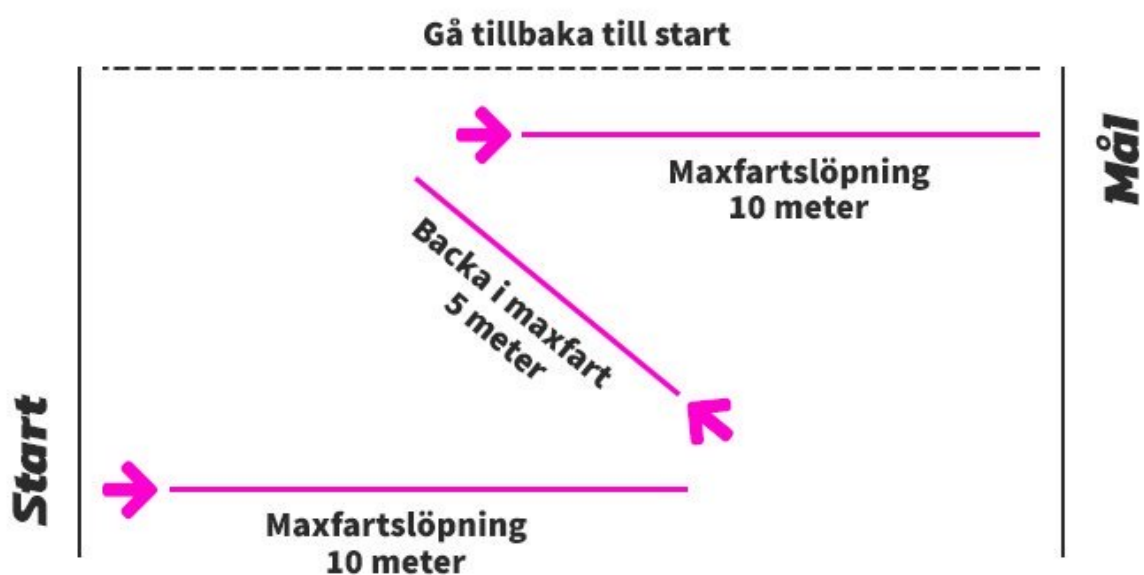 Gå tillbaka till start
Mål
Maxfartslöpning
10 meter
Backa i maxfart
5 meter
Start
Maxfartslöpning
10 meter